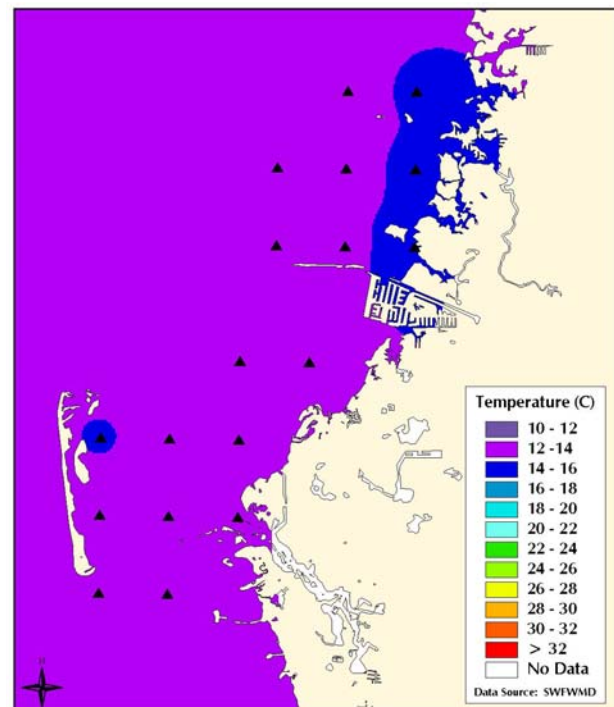 Temperature (C)
10 - 12
12 -14
14 - 16
16 - 18
18 - 20
20 - 22
22 - 24
24 - 26
26 - 28
28 - 30
30 - 32
> 32
No Data
Data Source: SWFWMD
N